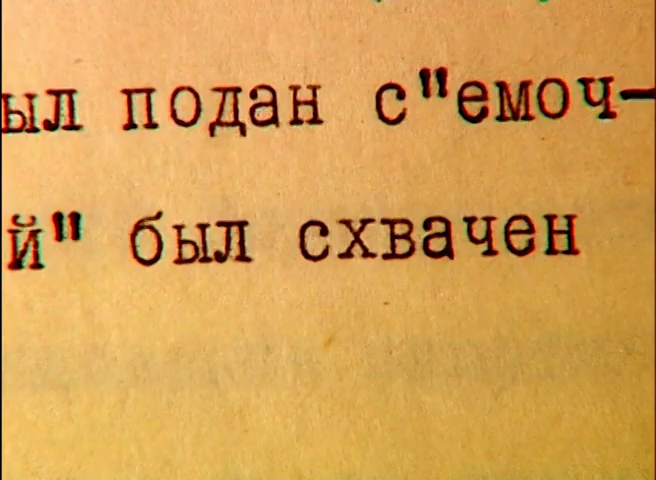 ыл подан с"емоч-
й" был схвачен